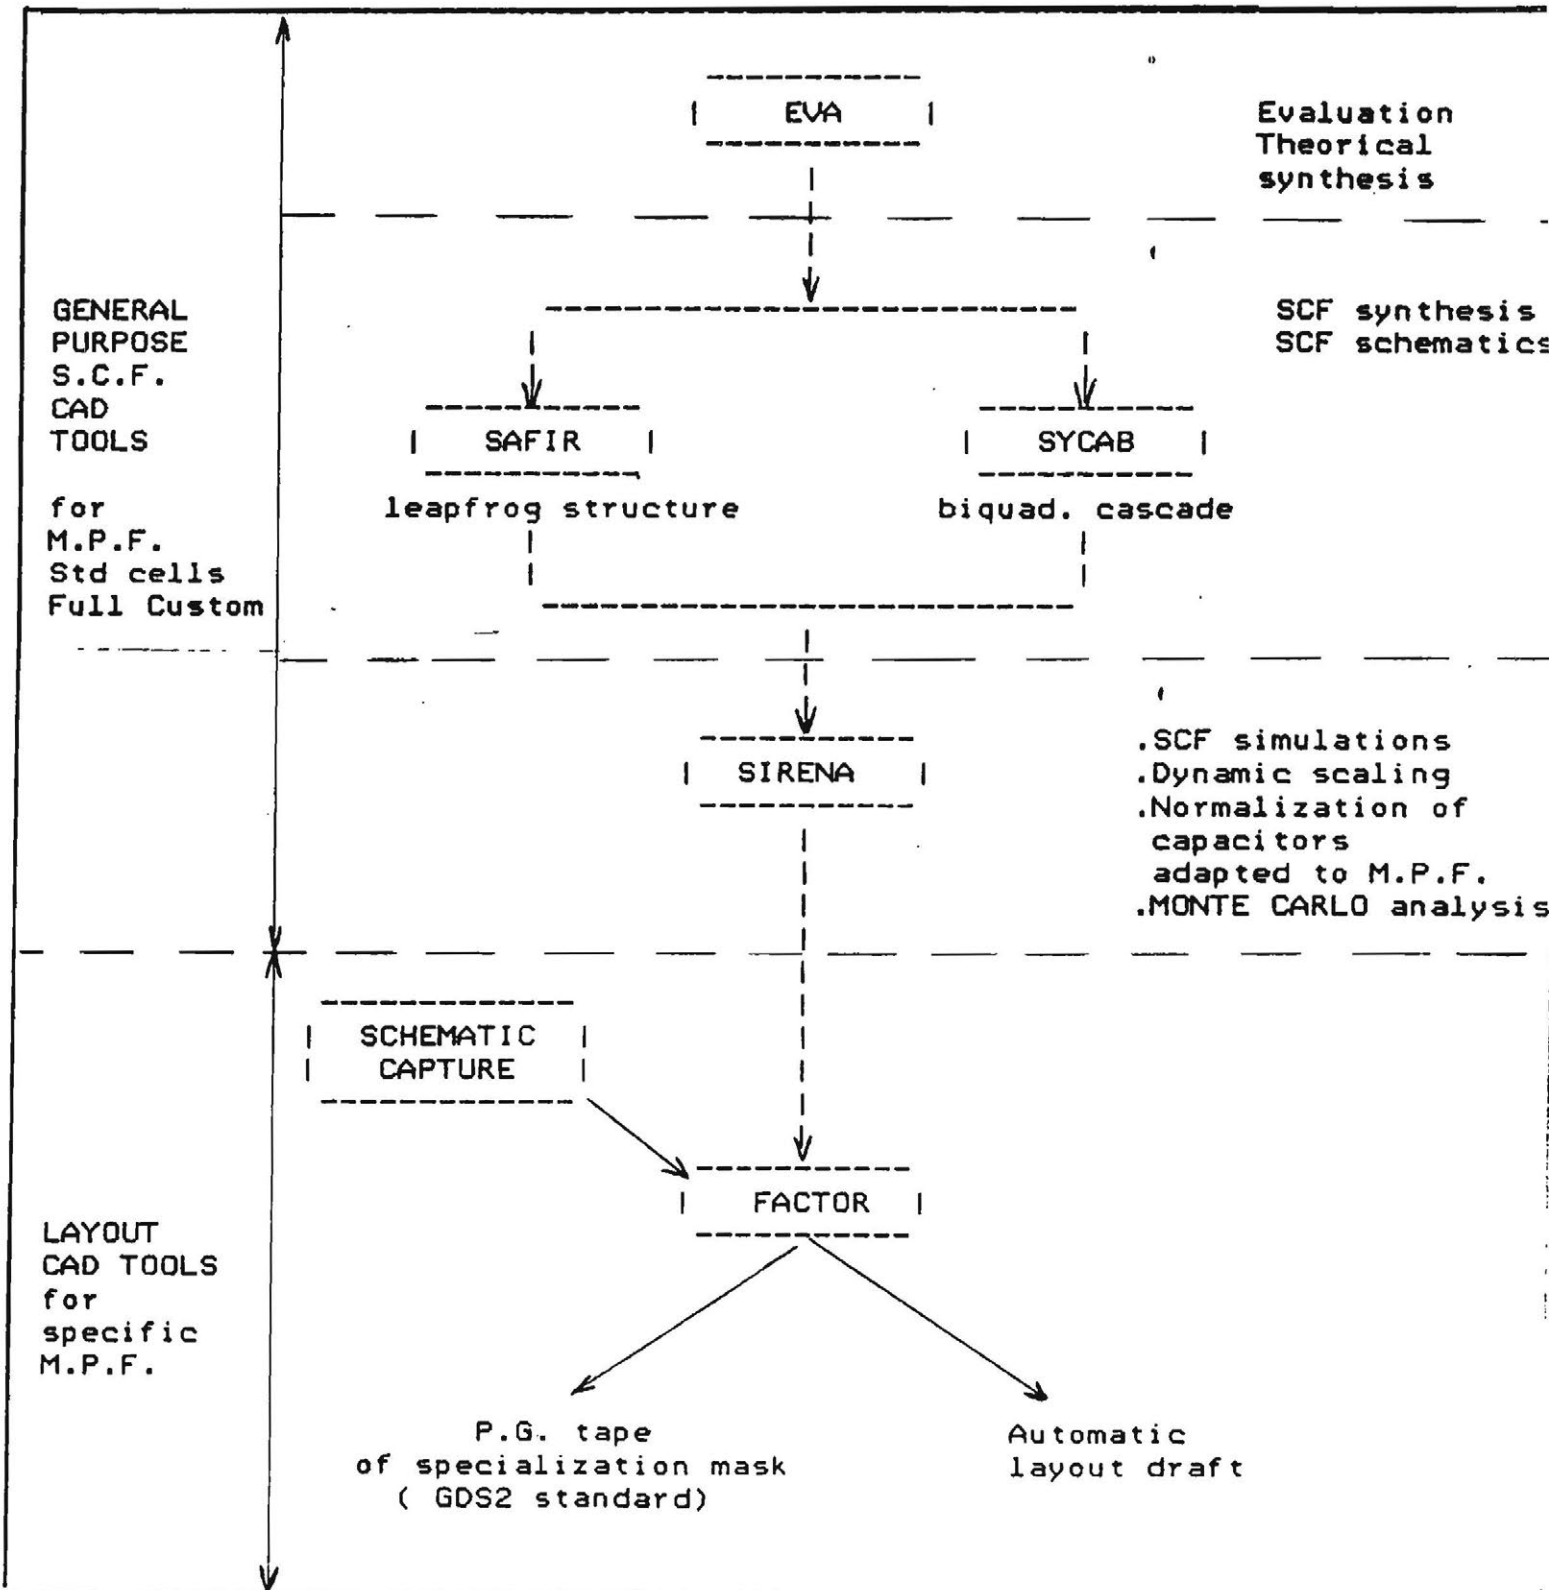 EVA
Evaluation
Theorical
synthesis
GENERAL
PURPOSE
S.C.F.
CAD
TOOLS
for
M.P.F.
Std cells
Full Custom
SCF synthesis
SCF schematics
SAFIR
leapfrog structure
SYCAB
biquad. cascade
SIRENA
.SCF simulations
.Dynamic scaling
.Normalization of
capacitors
adapted to M.P.F.
.MONTE CARLO analysis
SCHEMATIC
CAPTURE
FACTOR
LAYOUT
CAD TOOLS
for
specific
M.P.F.
P.G. tape
of specialization mask
( GDS2 standard)
Automatic
layout draft